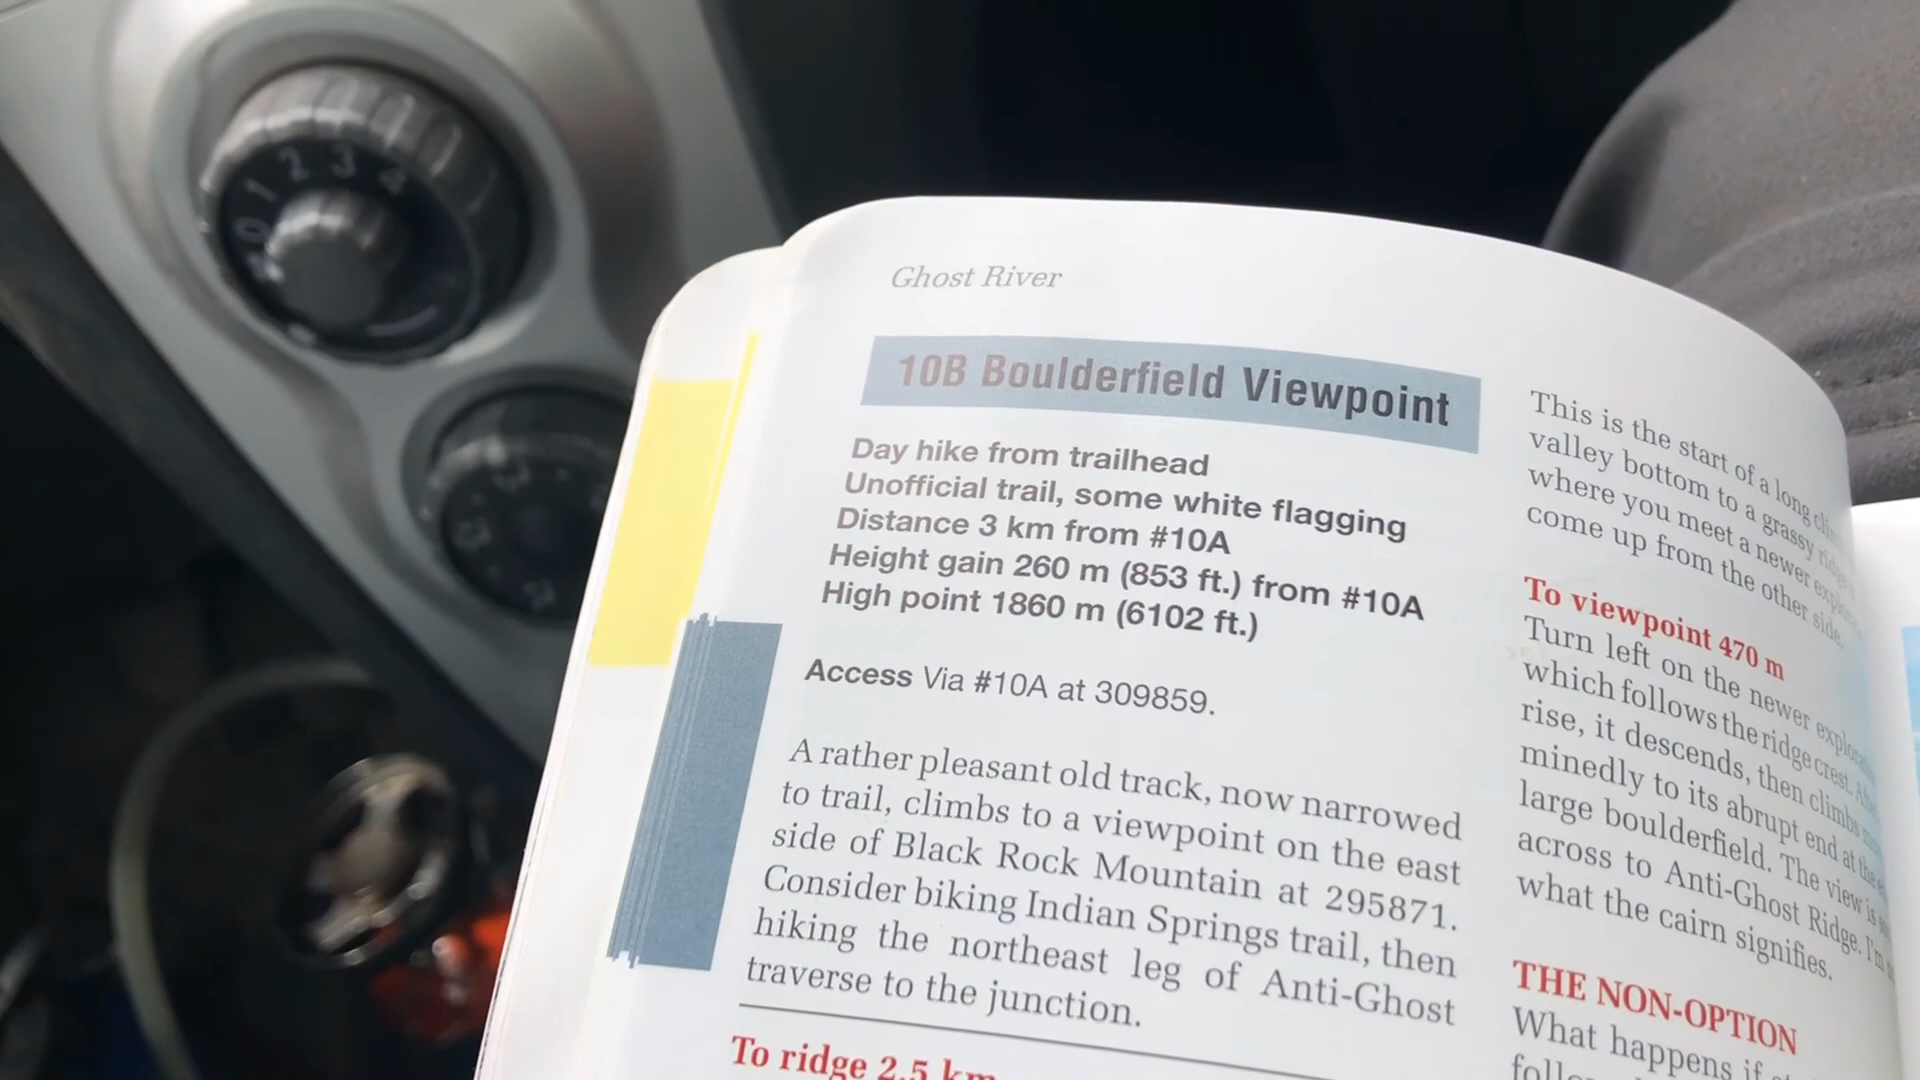 0 1 2 3 4
Ghost River
10B Boulderfield Viewpoint
Day hike from trailhead
Unofficial trail, some white flagging
Distance 3 km from #10A
Height gain 260 m (853 ft.) from #10A
High point 1860 m (6102 ft.)
Access Via #10A at 309859.
A rather pleasant old track, now narrowed
to trail, climbs to a viewpoint on the east
side of Black Rock Mountain at 295871.
Consider biking Indian Springs trail, then
hiking the northeast leg of Anti-Ghost
traverse to the junction.
To ridge 2.5 km
This is the start of a long
valley bottom to a grassy
where you meet a newer
come up from the other side.
To viewpoint 470 m
Turn left on the newer
which follows the ridge crest.
rise, it descends, then climbs
minedly to its abrupt end at the
large boulderfield. The view is
across to Anti-Ghost Ridge. I'm
what the cairn signifies.
THE NON-OPTION
What happens if